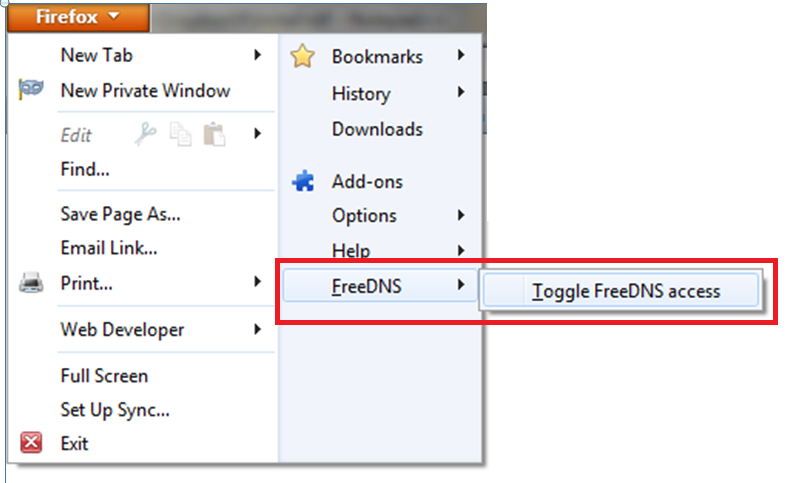 Firefox
New Tab
New Private Window
Edit
Find...
Save Page As...
Email Link...
Print...
Web Developer
Full Screen
Set Up Sync...
Exit
Bookmarks
History
Downloads
Add-ons
Options
Help
FreeDNS
Toggle FreeDNS access